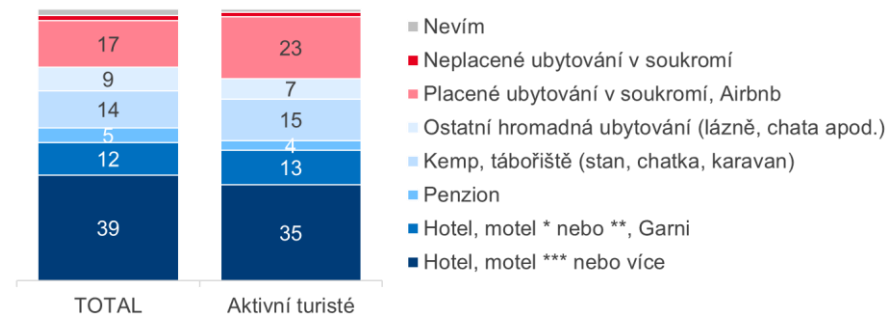 17
9
14
5
12
39
TOTAL
23
7
15
4
13
35
Aktivní turisté
Nevím
Neplacené ubytování v soukromí
Placené ubytování v soukromí, Airbnb
Ostatní hromadná ubytování (lázně, chata apod.)
Kemp, tábořiště (stan, chatka, karavan)
Penzion
Hotel, motel * nebo **, Garni
Hotel, motel *** nebo více